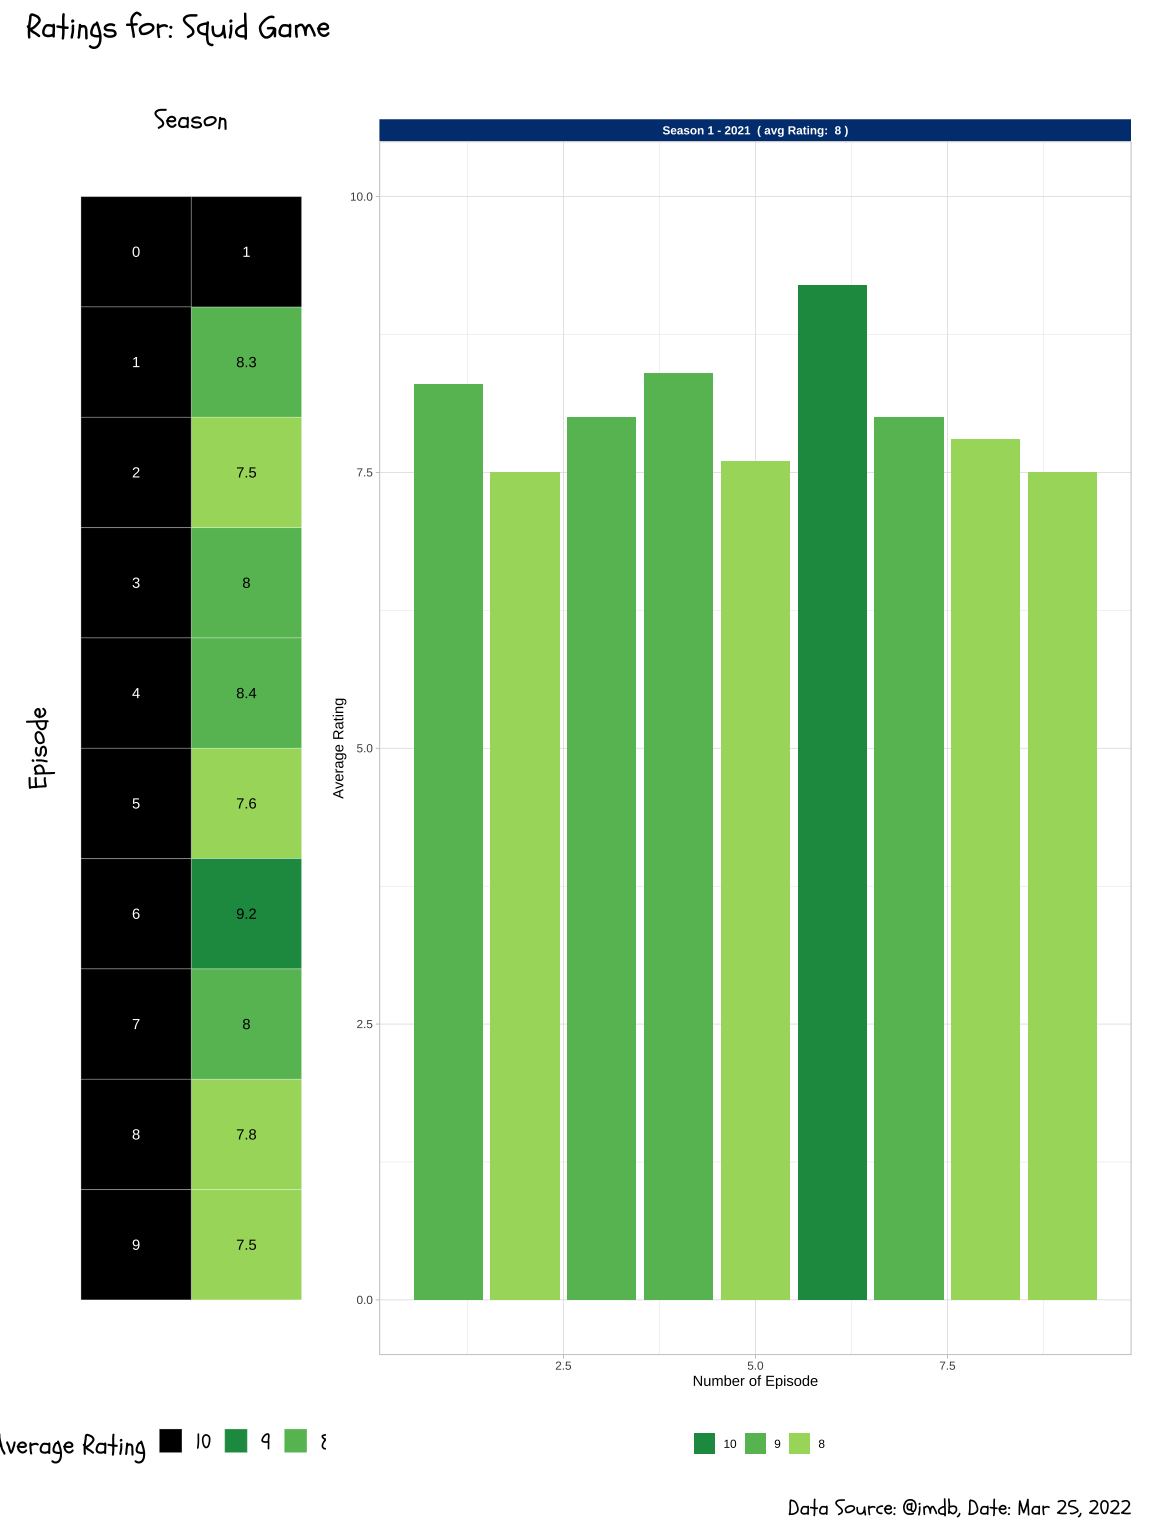 Ratings for: Squid Game
Season
Season 1 - 2021 ( avg Rating: 8 )
Episode
0 1
1 8.3
2 7.5
3 8
4 8.4
5 7.6
6 9.2
7 8
8 7.8
9 7.5
Average Rating
10.0
7.5
5.0
2.5
0.0
2.5 5.0 7.5
Number of Episode
Average Rating 10 9 8
10 9 8
Data Source: @imdb, Date: Mar 25, 2022